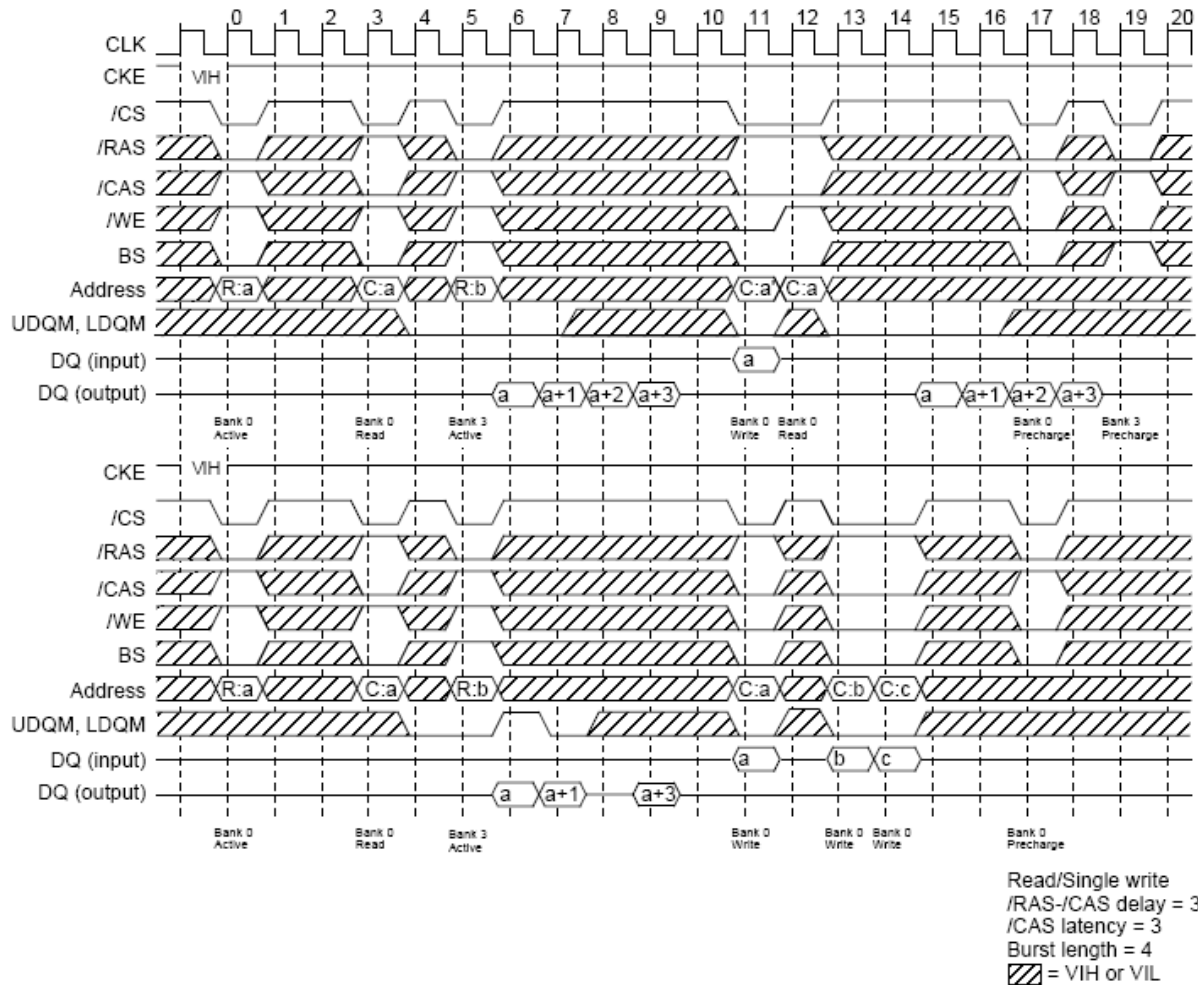 0 1 2 3 4 5 6 7 8 9 10 11 12 13 14 15 16 17 18 19 20
CLK
CKE VIH
/CS
/RAS
/CAS
/WE
BS
Address R:a C:a R:b C:a' C:a
UDQM, LDQM
DQ (input) a
DQ (output) a a+1 a+2 a+3 a a+1 a+2 a+3
Bank 0 Bank 0 Bank 3 Bank 0 Bank 0 Bank 0 Bank 3
Active Read Active Write Read Precharge Precharge
CKE VIH
/CS
/RAS
/CAS
/WE
BS
Address R:a C:a R:b C:a C:b C:c
UDQM, LDQM
DQ (input) a b c
DQ (output) a a+1 a+3
Bank 0 Bank 0 Bank 3 Bank 0 Bank 0 Bank 0 Bank 0
Active Read Active Write Write Write Precharge
Read/Single write
/RAS-/CAS delay = 3
/CAS latency = 3
Burst length = 4
= VIH or VIL